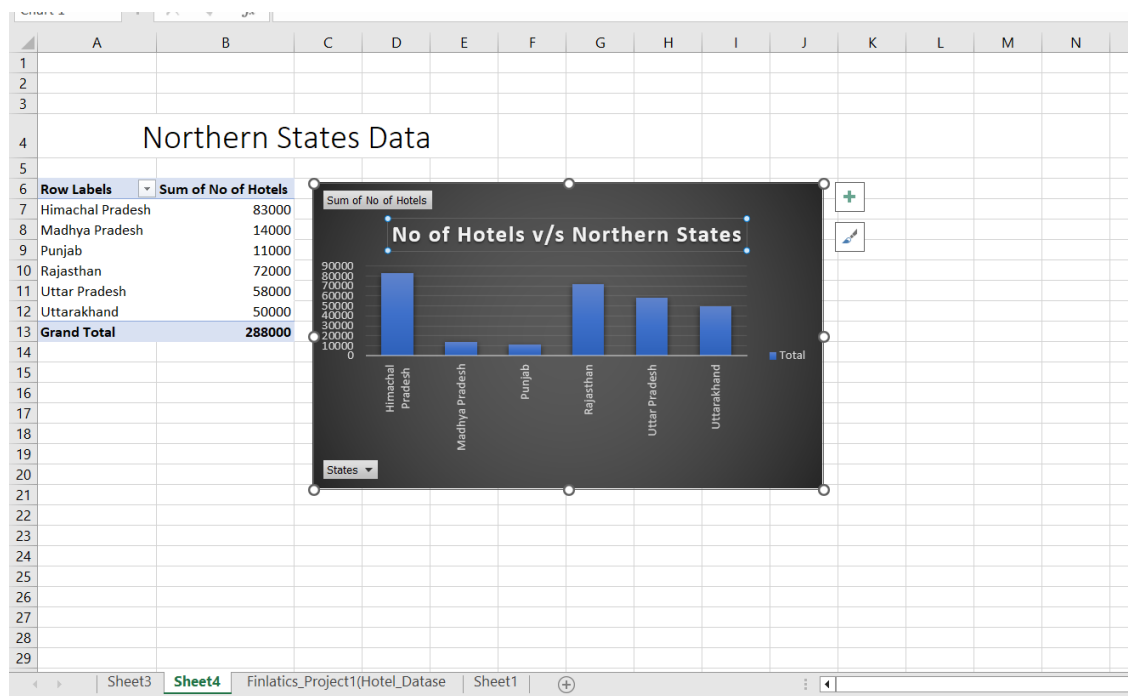 A B C D E F G H I J K L M N
1
2
3
4 Northern States Data
5
6 Row Labels Sum of No of Hotels
7 Himachal Pradesh 83000
8 Madhya Pradesh 14000
9 Punjab 11000
10 Rajasthan 72000
11 Uttar Pradesh 58000
12 Uttarakhand 50000
13 Grand Total 288000
14
15
16
17
18
19
20
21
22
23
24
25
26
27
28
29
Sum of No of Hotels
No of Hotels v/s Northern States
90000
80000
70000
60000
50000
40000
30000
20000
10000
0
Himachal
Pradesh
Madhya Pradesh
Punjab
Rajasthan
Uttar Pradesh
Uttarakhand
Total
States
Sheet3 Sheet4 Finlatics_Project1(Hotel_Datase Sheet1